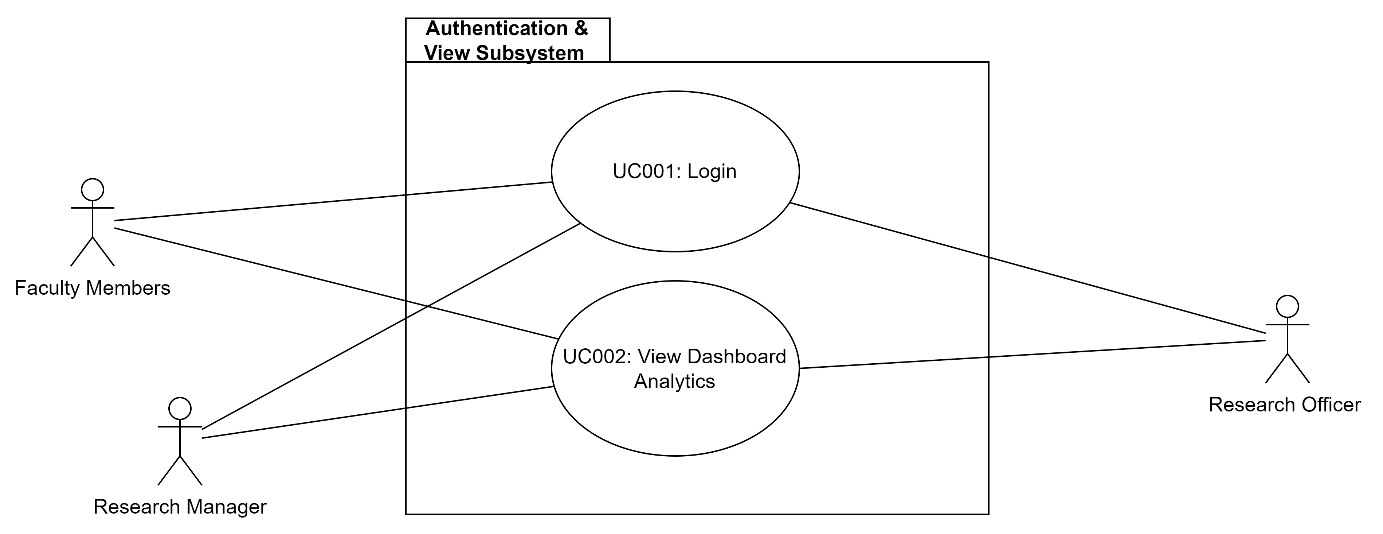 Authentication &
View Subsystem
UC001: Login
Faculty Members
UC002: View Dashboard
Analytics
Research Officer
Research Manager